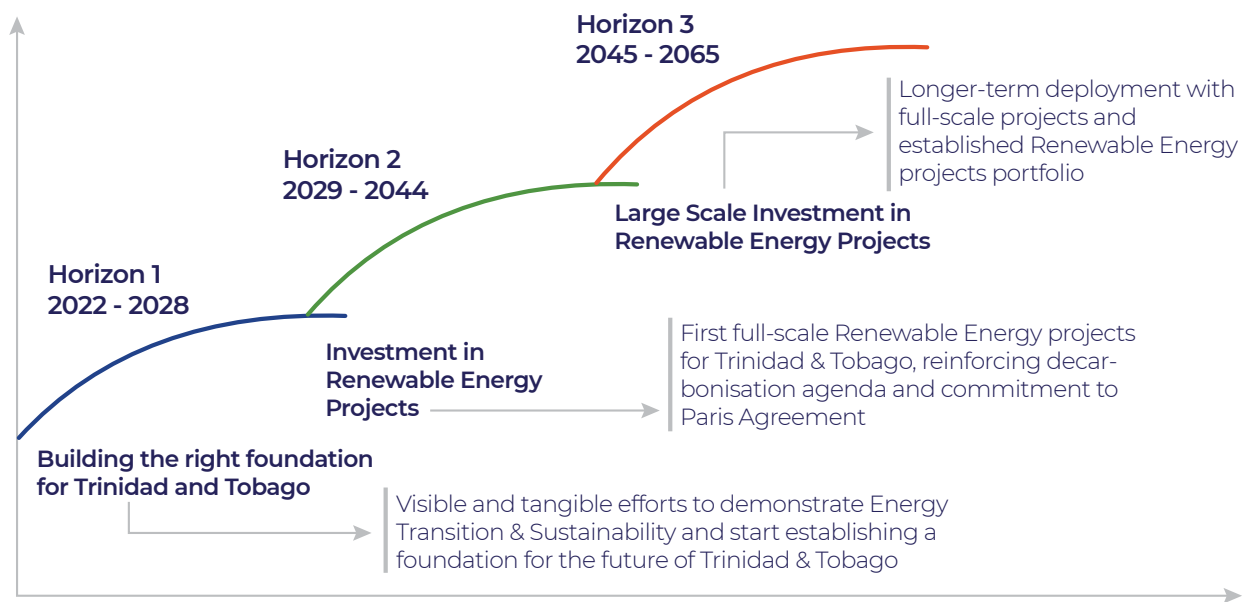 Horizon 3
2045 - 2065
Longer-term deployment with
full-scale projects and
established Renewable Energy
projects portfolio
Large Scale Investment in
Renewable Energy Projects
Horizon 2
2029 - 2044
First full-scale Renewable Energy projects
for Trinidad & Tobago, reinforcing decar-
bonisation agenda and commitment to
Paris Agreement
Investment in
Renewable Energy
Projects
Horizon 1
2022 - 2028
Building the right foundation
for Trinidad and Tobago
Visible and tangible efforts to demonstrate Energy
Transition & Sustainability and start establishing a
foundation for the future of Trinidad & Tobago